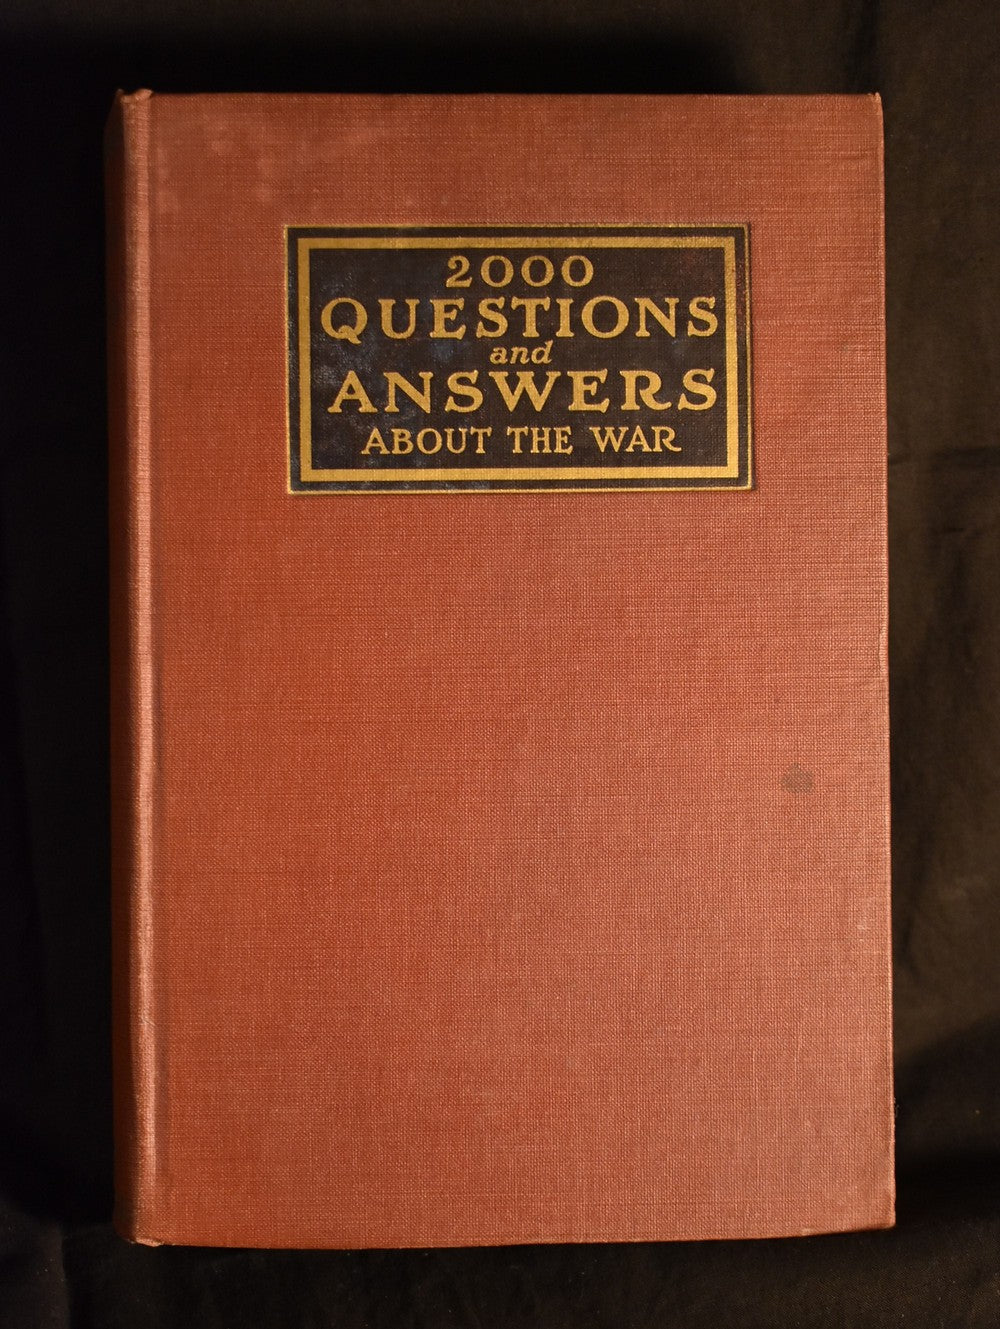 2000
QUESTIONS
and
ANSWERS
ABOUT THE WAR